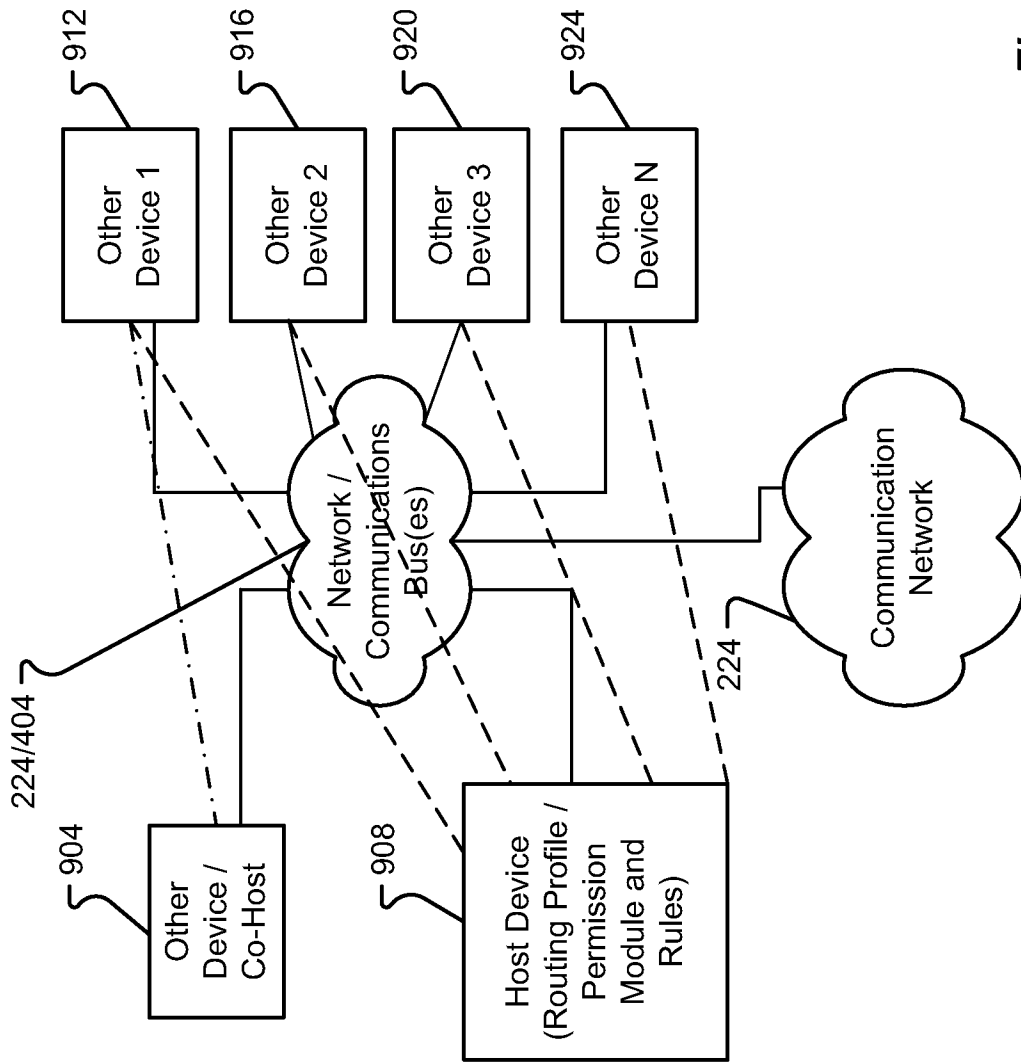 224/404
904
Other
Device /
Co-Host
908
Host Device
(Routing Profile /
Permission
Module and
Rules)
Network /
Communications
Bus(es)
912
Other
Device 1
916
Other
Device 2
920
Other
Device 3
924
Other
Device N
224
Communication
Network